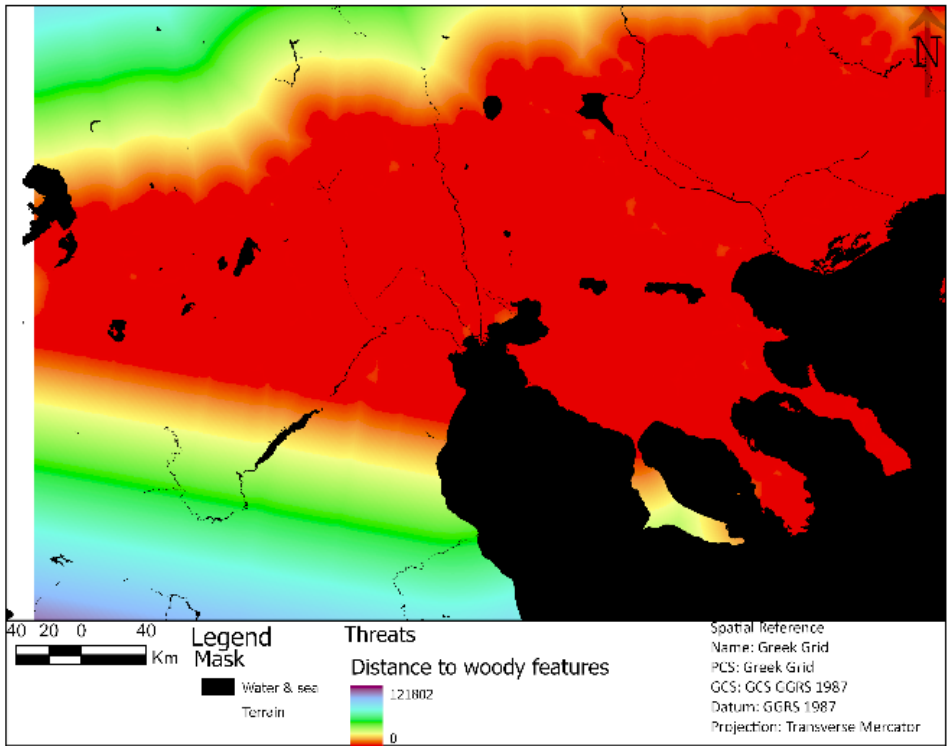 N
40 20 0 40
Km
Legend
Mask
Water & sea
Terrain
Threats
Distance to woody features
121802
0
Spatial Reference
Name: Greek Grid
PCS: Greek Grid
GCS: GCS GGRS 1987
Datum: GGRS 1987
Projection: Transverse Mercator